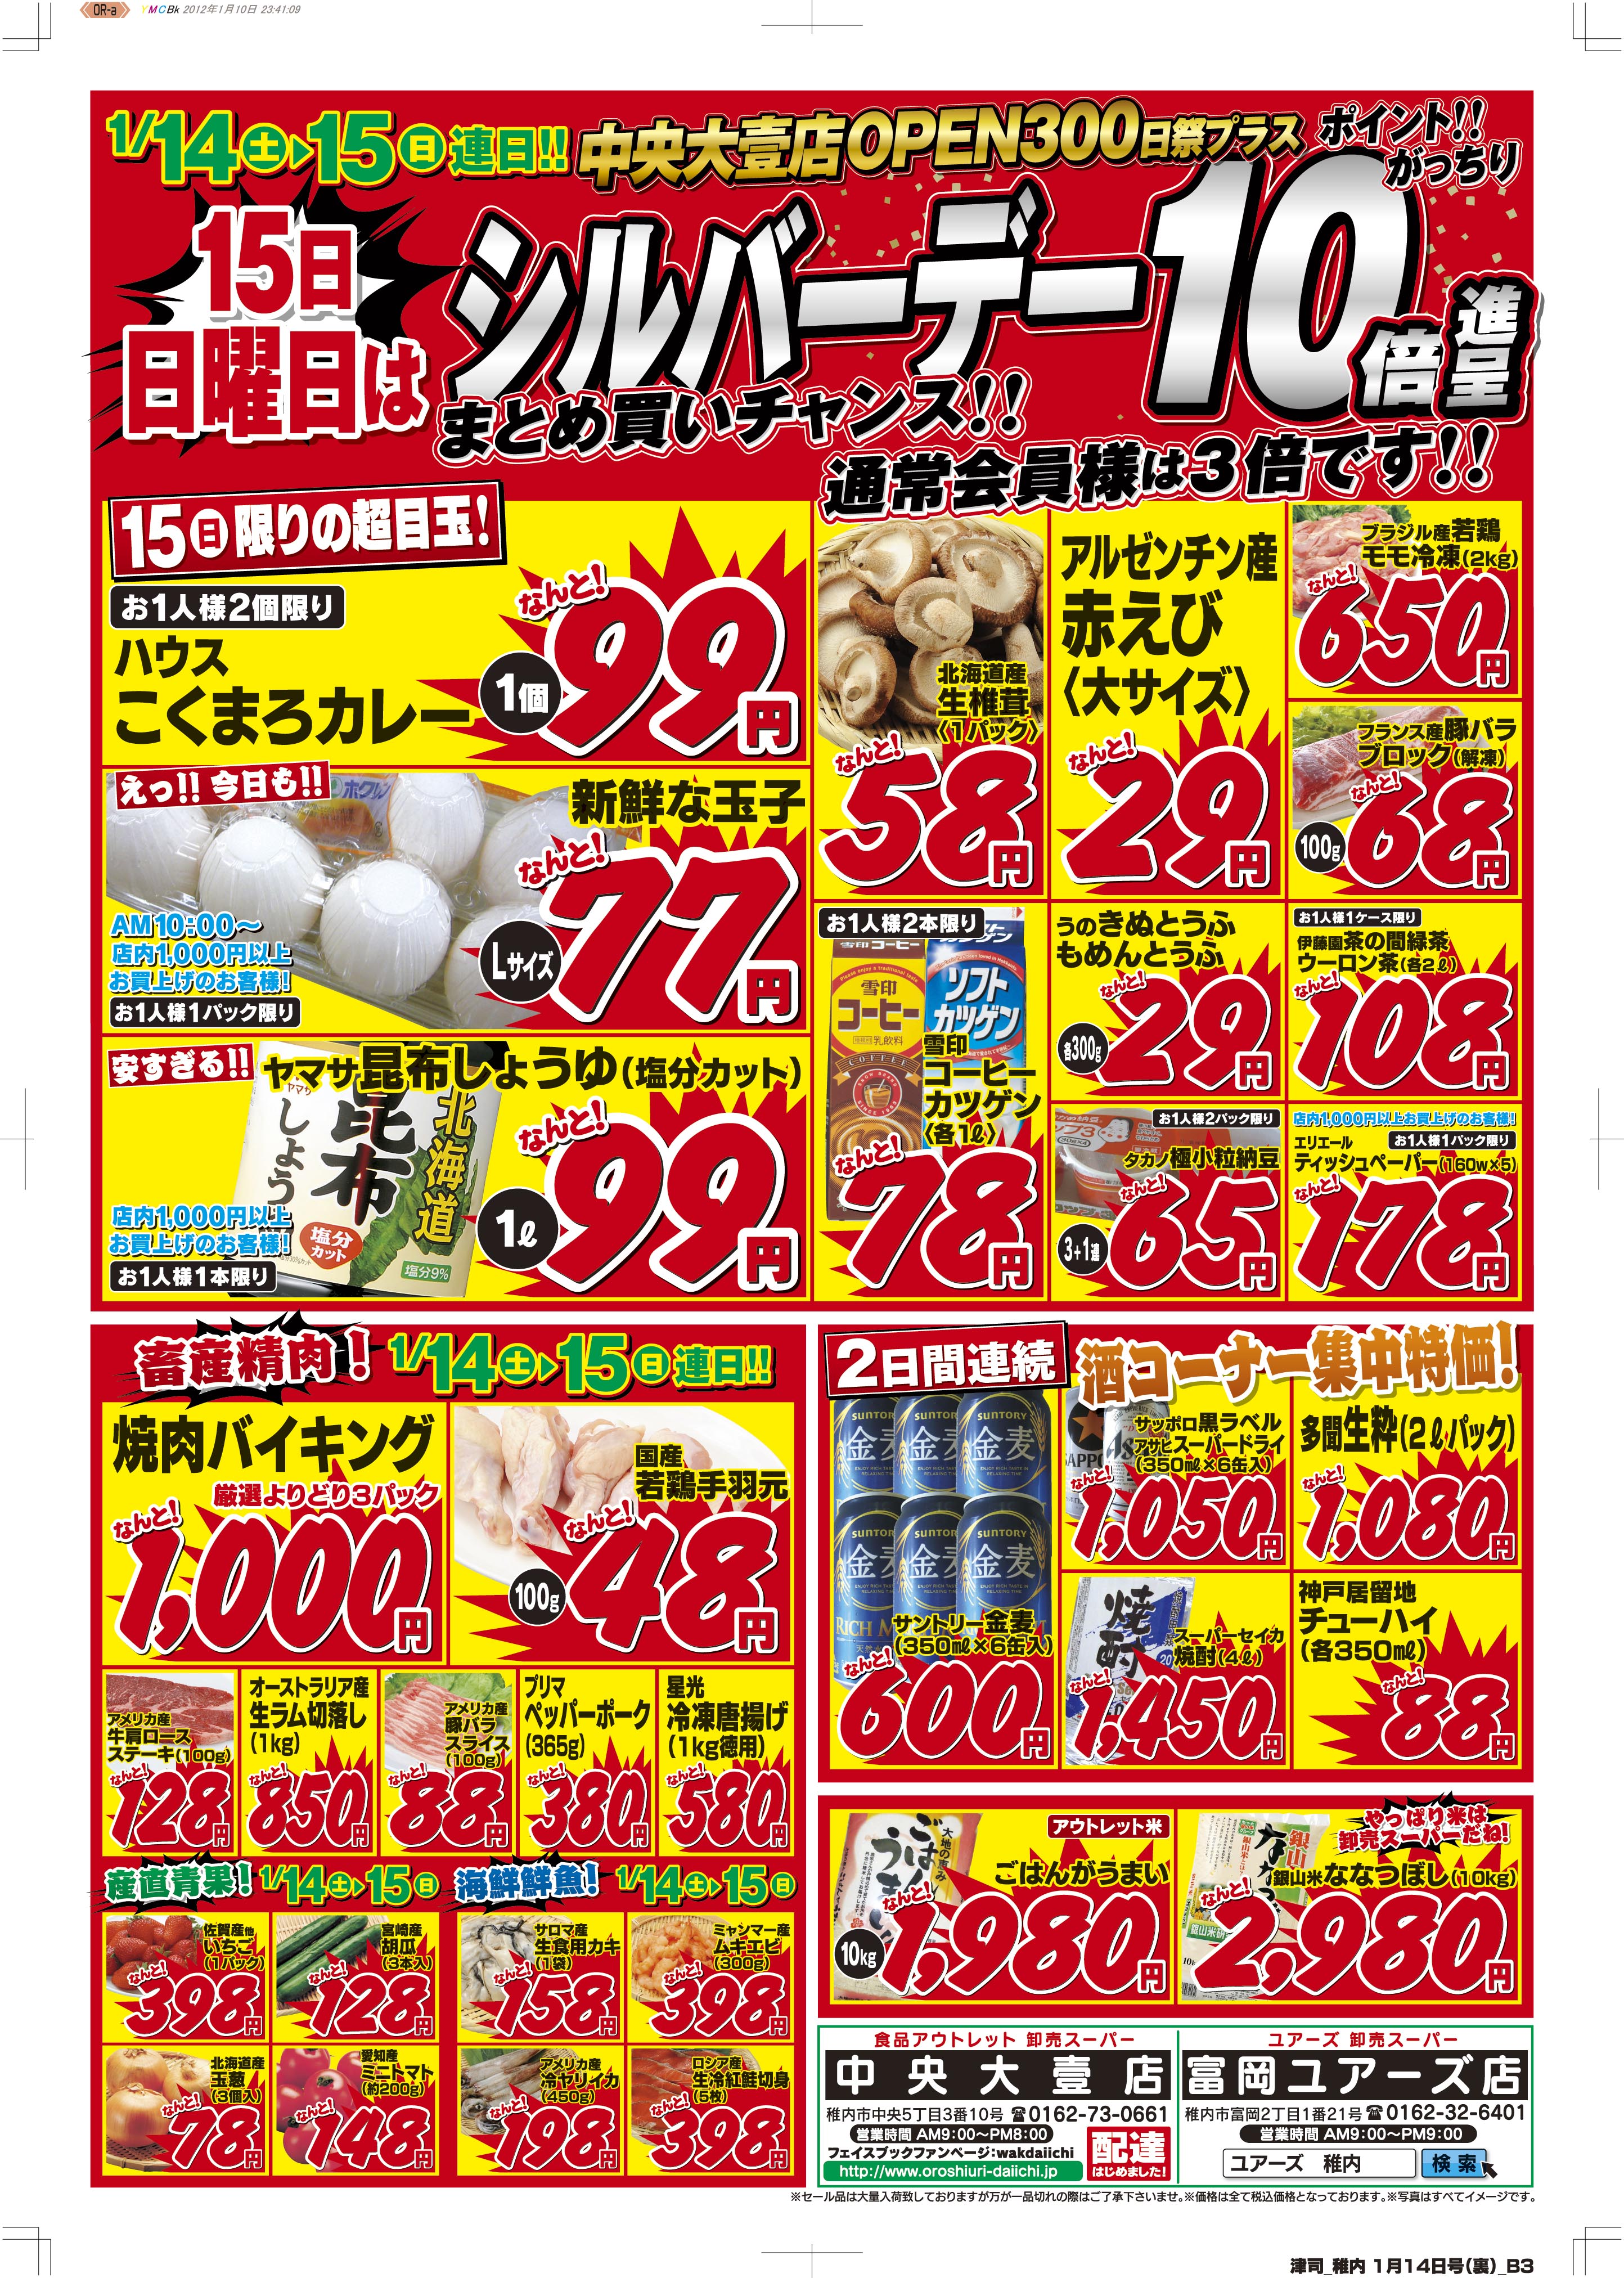 OR-a YMCBk 2012年1月10日 23:41:09
1/14土▶15日連日!!
中央大壹店OPEN300日祭プラス
ポイント!!
がっちり
15日
日曜日は
シルバーデー10倍進呈
まとめ買いチャンス!!
通常会員様は3倍です!!
15日限りの超目玉!
お1人様2個限り
ハウス
こくまろカレー
なんと!
1個
99円
えっ!!今日も!!
新鮮な玉子
なんと!
Lサイズ
77円
AM10:00〜
店内1,000円以上
お買上げのお客様!
お1人様1パック限り
安すぎる!!
ヤマサ昆布しょうゆ(塩分カット)
ヤマサ
北海道
昆布
しょう
塩分
カット
塩分9%
なんと!
1ℓ
99円
店内1,000円以上
お買上げのお客様!
お1人様1本限り
北海道産
生椎茸
〈1パック〉
なんと!
58円
アルゼンチン産
赤えび
〈大サイズ〉
なんと!
29円
ブラジル産若鶏
モモ冷凍(2kg)
なんと!
650円
フランス産豚バラ
ブロック(解凍)
なんと!
100g
68円
お1人様2本限り
雪印コーヒー
雪印
コーヒー
乳飲料
COFFEE
ソフト
カツゲン
雪印
コーヒー
カツゲン
〈各1ℓ〉
なんと!
78円
うのきぬとうふ
もめんとうふ
なんと!
各300g
29円
お1人様1ケース限り
伊藤園茶の間緑茶
ウーロン茶(各2ℓ)
なんと!
108円
お1人様2パック限り
タカノ極小粒納豆
なんと!
3+1連
65円
店内1,000円以上お買上げのお客様!
お1人様1パック限り
エリエール
ティッシュペーパー(160w×5)
なんと!
178円
畜産精肉!
1/14土▶15日連日!!
焼肉バイキング
厳選よりどり3パック
なんと!
1,000円
国産
若鶏手羽元
なんと!
100g
48円
アメリカ産
牛肩ロース
ステーキ(100g)
なんと!
128円
オーストラリア産
生ラム切落し
(1kg)
なんと!
850円
アメリカ産
豚バラ
スライス
(100g)
なんと!
88円
プリマ
ペッパーポーク
(365g)
なんと!
380円
星光
冷凍唐揚げ
(1kg徳用)
なんと!
580円
産直青果!
1/14土▶15日
佐賀産他
いちご
(1パック)
なんと!
398円
宮崎産
胡瓜
(3本入)
なんと!
128円
北海道産
玉葱
(3個入)
なんと!
78円
愛知産
ミニトマト
(約200g)
なんと!
148円
海鮮鮮魚!
1/14土▶15日
サロマ産
生食用カキ
(1袋)
なんと!
158円
ミャンマー産
ムキエビ
(300g)
なんと!
398円
アメリカ産
冷ヤリイカ
(450g)
なんと!
198円
ロシア産
生冷紅鮭切身
(5枚)
なんと!
398円
2日間連続
酒コーナー集中特価!
SUNTORY
金麦
サントリー金麦
(350㎖×6缶入)
なんと!
600円
サッポロ黒ラベル
アサヒスーパードライ
(350㎖×6缶入)
なんと!
1,050円
多聞生粋(2ℓパック)
なんと!
1,080円
焼酎
スーパーセイカ
焼酎(4ℓ)
なんと!
1,450円
神戸居留地
チューハイ
(各350㎖)
なんと!
88円
アウトレット米
大地の恵み
ごはんがうまい
なんと!
10kg
1,980円
やっぱり米は
卸売スーパーだね!
銀山米ななつぼし(10kg)
なんと!
2,980円
食品アウトレット 卸売スーパー
中央大壹店
稚内市中央5丁目3番10号 ☎0162-73-0661
営業時間 AM9:00〜PM8:00
フェイスブックファンページ:wakdaiichi
http://www.oroshiuri-daiichi.jp
配達
はじめました!
ユアーズ 卸売スーパー
富岡ユアーズ店
稚内市富岡2丁目1番21号 ☎0162-32-6401
営業時間 AM9:00〜PM9:00
ユアーズ 稚内
検索
※セール品は大量入荷致しておりますが万が一品切れの際はご了承下さいませ。※価格は全て税込価格となっております。※写真はすべてイメージです。
津司_稚内 1月14日号(裏)_B3